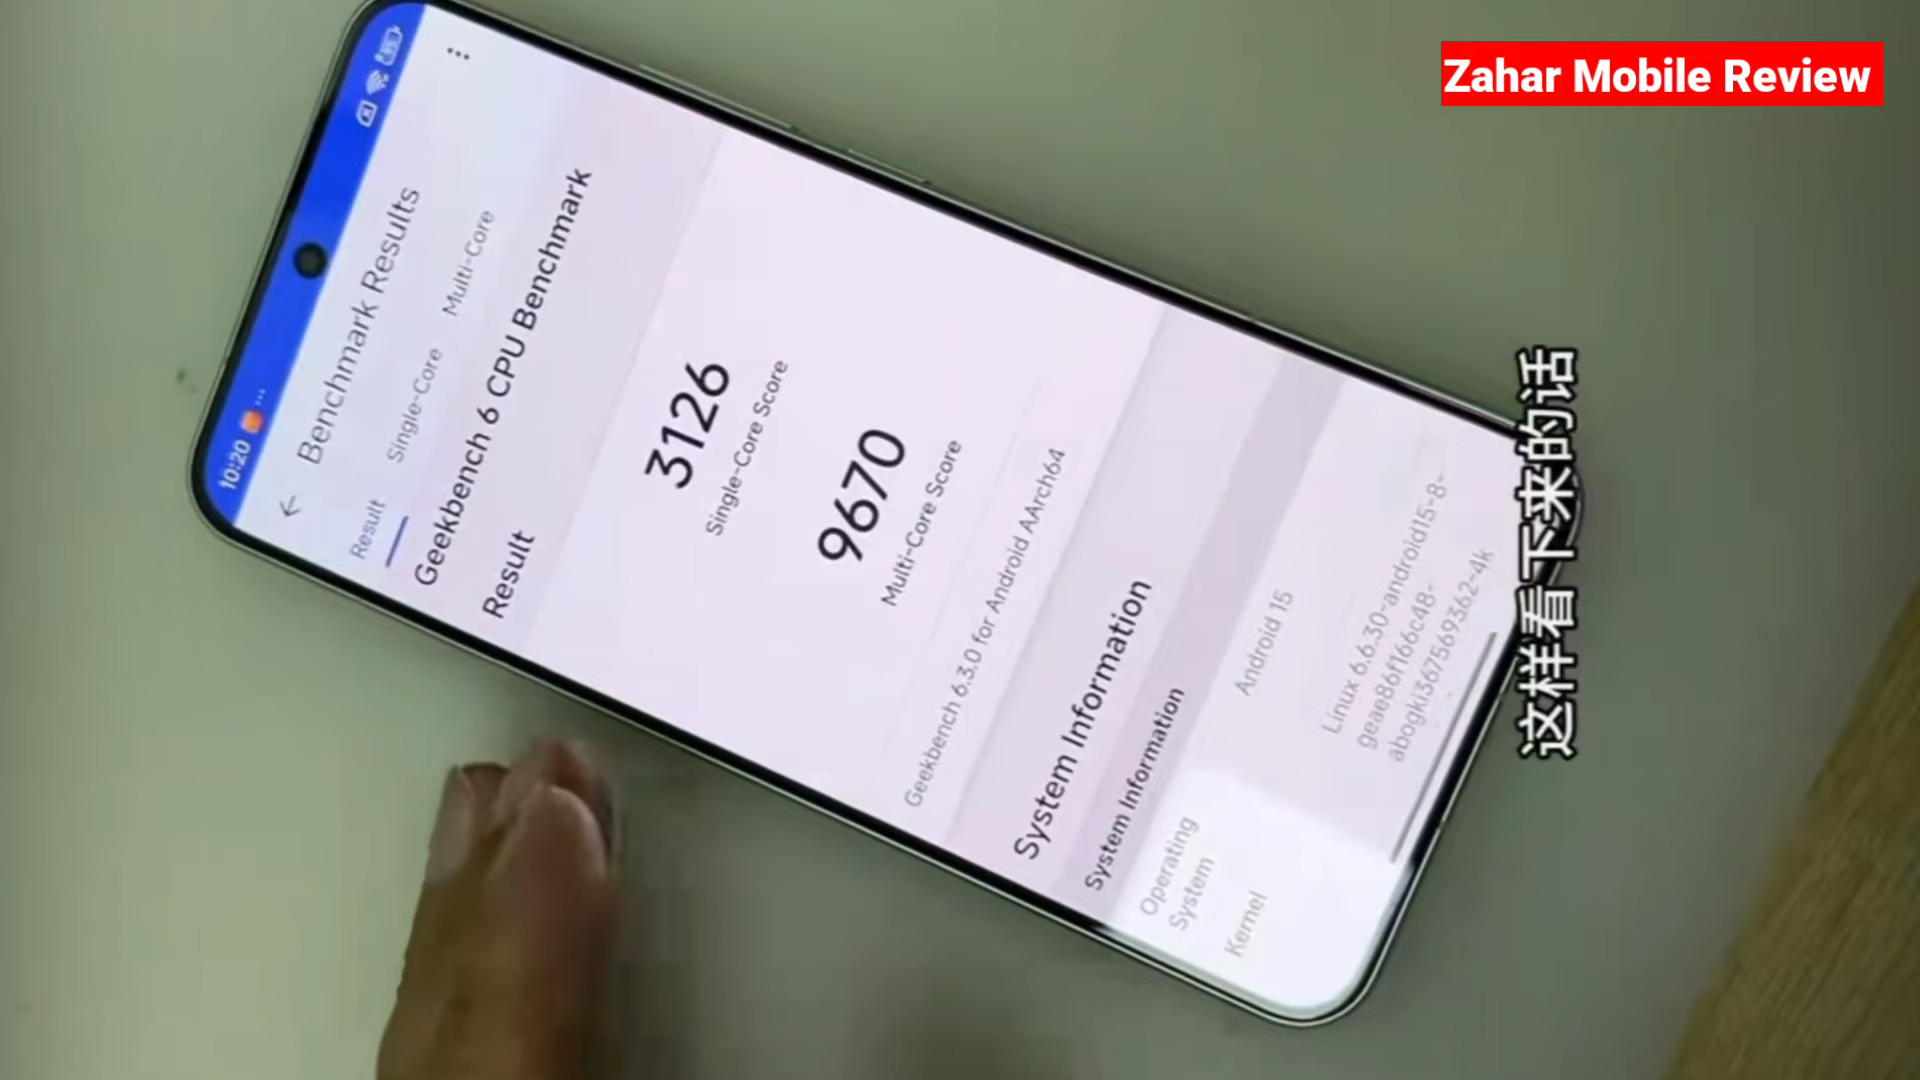 Zahar Mobile Review
10:20
Benchmark Results
Result Single-Core Multi-Core
Geekbench 6 CPU Benchmark
Result
3126
Single-Core Score
9670
Multi-Core Score
Geekbench 6.3.0 for Android AArch64
System Information
System Information
Operating System
Android 15
Kernel
Linux 6.6.30-android15-8-
geae86f166c48-
abogki367569362-4k
这样看下来的话